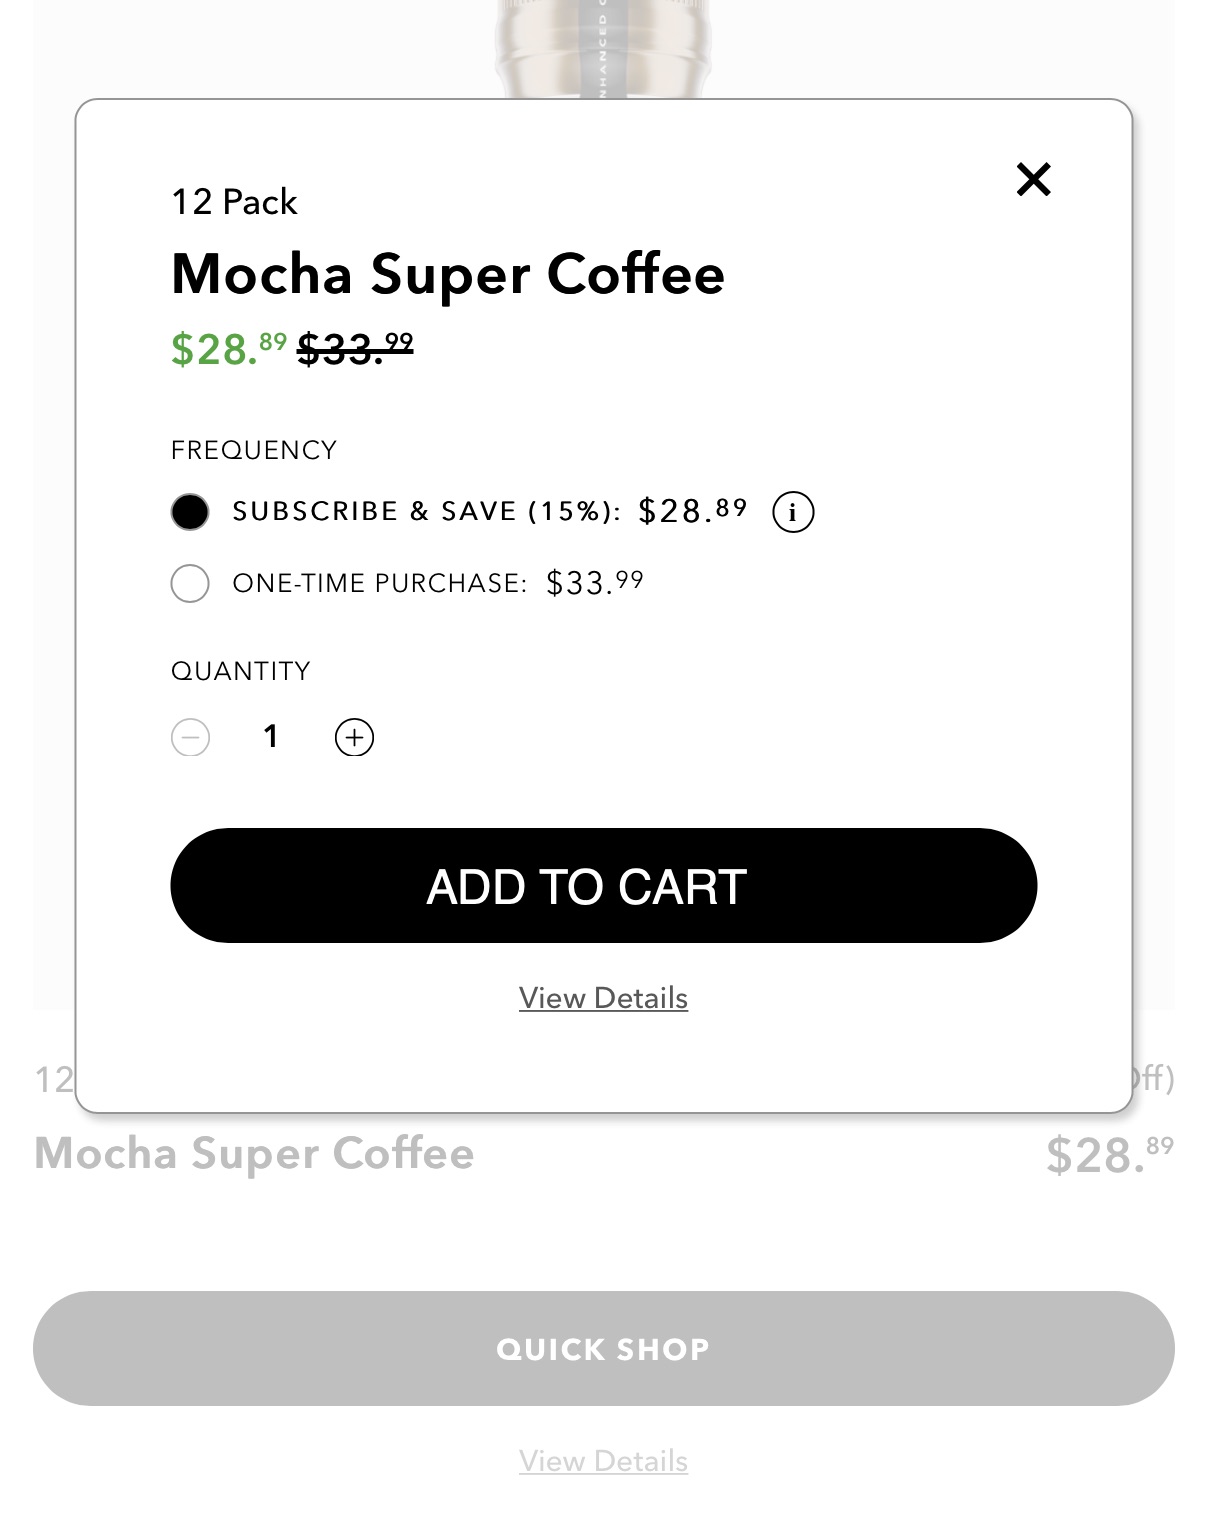 NHANCED
12 Pack
Mocha Super Coffee
$28.89 $33.99
FREQUENCY
SUBSCRIBE & SAVE (15%): $28.89 i
ONE-TIME PURCHASE: $33.99
QUANTITY
1
ADD TO CART
View Details
12 ff)
Mocha Super Coffee $28.89
QUICK SHOP
View Details